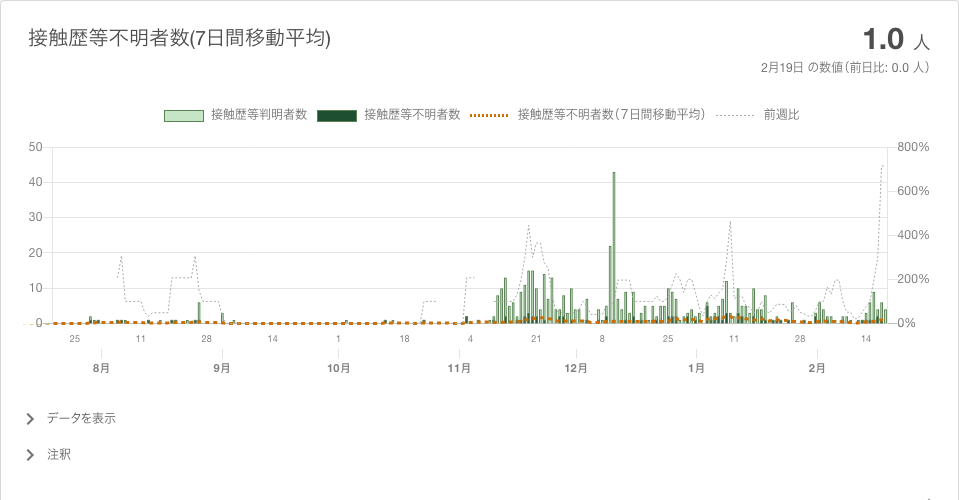 接触歴等不明者数(7日間移動平均)
1.0 人
2月19日 の数値（前日比: 0.0 人）
接触歴等判明者数 接触歴等不明者数 接触歴等不明者数（7日間移動平均） 前週比
50 800%
40 600%
30 400%
20 200%
10 0%
0
25 11 28 14 1 18 4 21 8 25 11 28 14
8月 9月 10月 11月 12月 1月 2月
データを表示
注釈